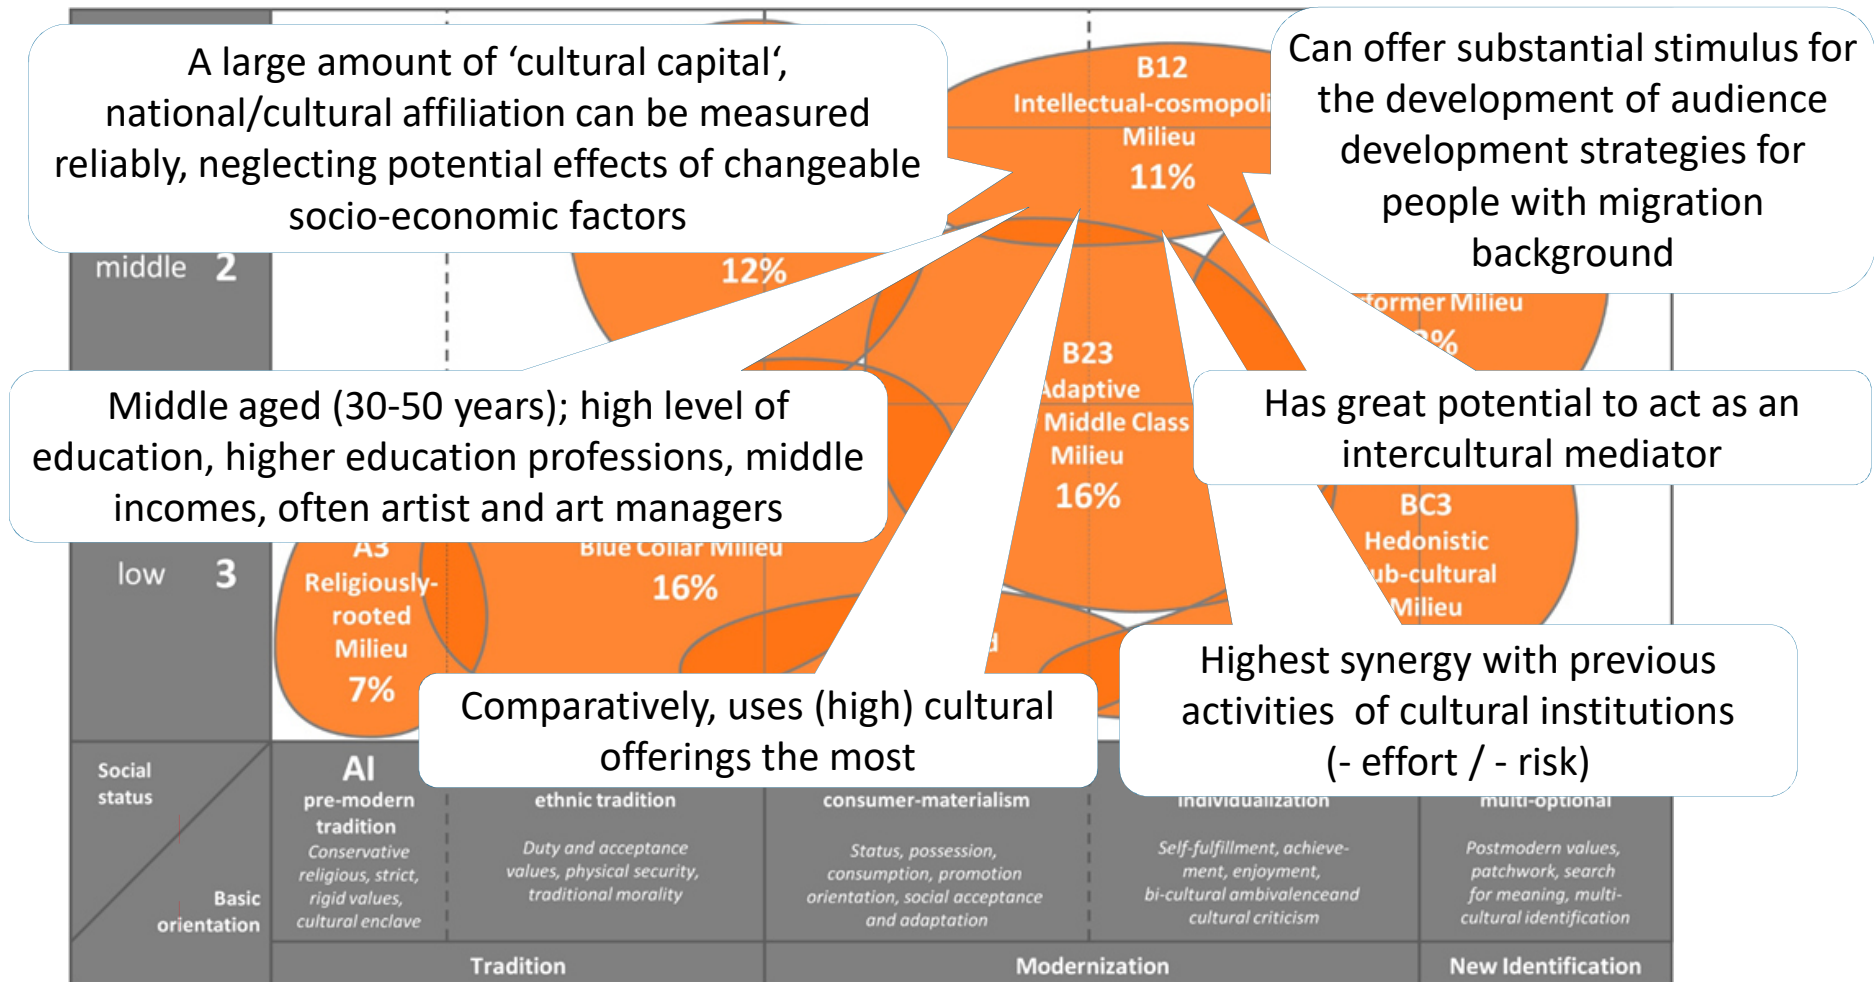 A large amount of ‘cultural capital‘,
national/cultural affiliation can be measured
reliably, neglecting potential effects of changeable
socio-economic factors
B12
Intellectual-cosmopoli
Milieu
11%
Can offer substantial stimulus for
the development of audience
development strategies for
people with migration
background
middle 2
12%
former Milieu
%
B23
Adaptive
Middle Class
Milieu
16%
Middle aged (30-50 years); high level of
education, higher education professions, middle
incomes, often artist and art managers
Has great potential to act as an
intercultural mediator
low 3
A3
Religiously-
rooted
Milieu
7%
Blue Collar Milieu
16%
BC3
Hedonistic
ub-cultural
Milieu
d
Comparatively, uses (high) cultural
offerings the most
Highest synergy with previous
activities of cultural institutions
(- effort / - risk)
Social
status
Basic
orientation
AI
pre-modern
tradition
Conservative
religious, strict,
rigid values,
cultural enclave
ethnic tradition
Duty and acceptance
values, physical security,
traditional morality
consumer-materialism
Status, possession,
consumption, promotion
orientation, social acceptance
and adaptation
individualization
Self-fulfillment, achieve-
ment, enjoyment,
bi-cultural ambivalenceand
cultural criticism
multi-optional
Postmodern values,
patchwork, search
for meaning, multi-
cultural identification
Tradition
Modernization
New Identification